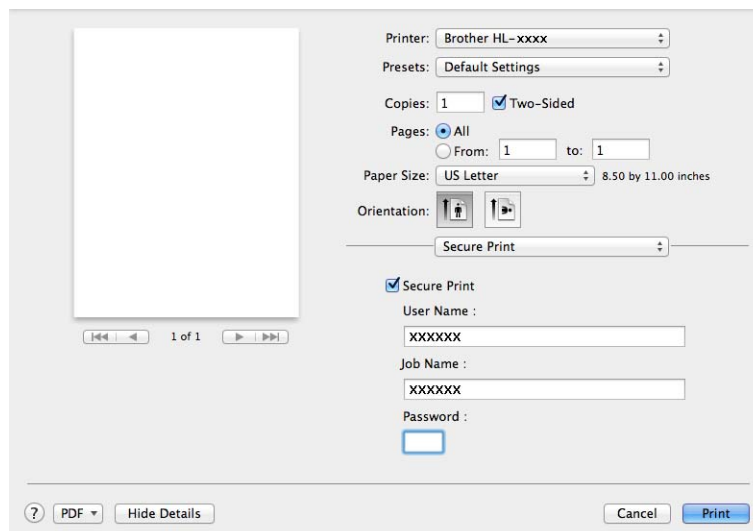 Printer: Brother HL-xxxx
Presets: Default Settings
Copies: 1 Two-Sided
Pages: All
From: 1 to: 1
Paper Size: US Letter 8.50 by 11.00 inches
Orientation:
Secure Print
Secure Print
User Name :
XXXXXX
Job Name :
XXXXXX
Password :
1 of 1
? PDF Hide Details Cancel Print